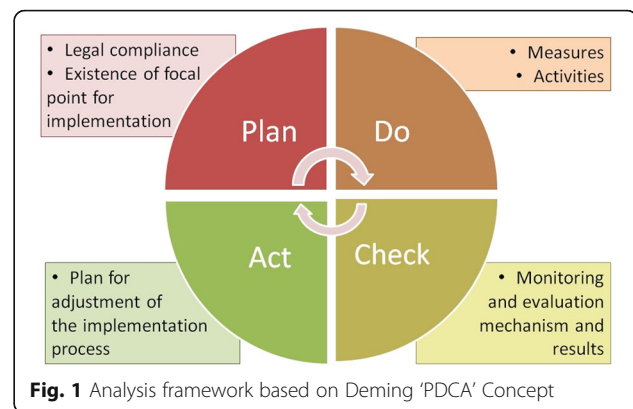 • Legal compliance
• Existence of focal
point for
implementation
• Measures
• Activities
Plan
Do
Act
Check
• Plan for
adjustment of
the implementation
process
• Monitoring
and evaluation
mechanism and
results
Fig. 1 Analysis framework based on Deming ‘PDCA’ Concept